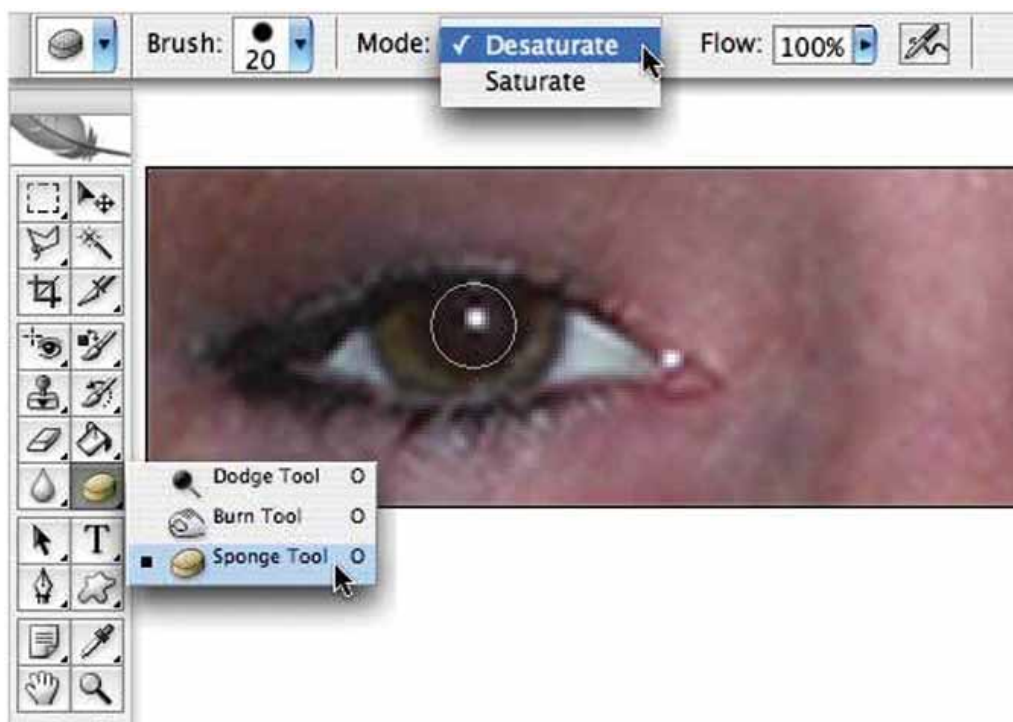 Brush: 20 Mode: ✓ Desaturate Flow: 100%
Saturate
T
Dodge Tool O
Burn Tool O
Sponge Tool O